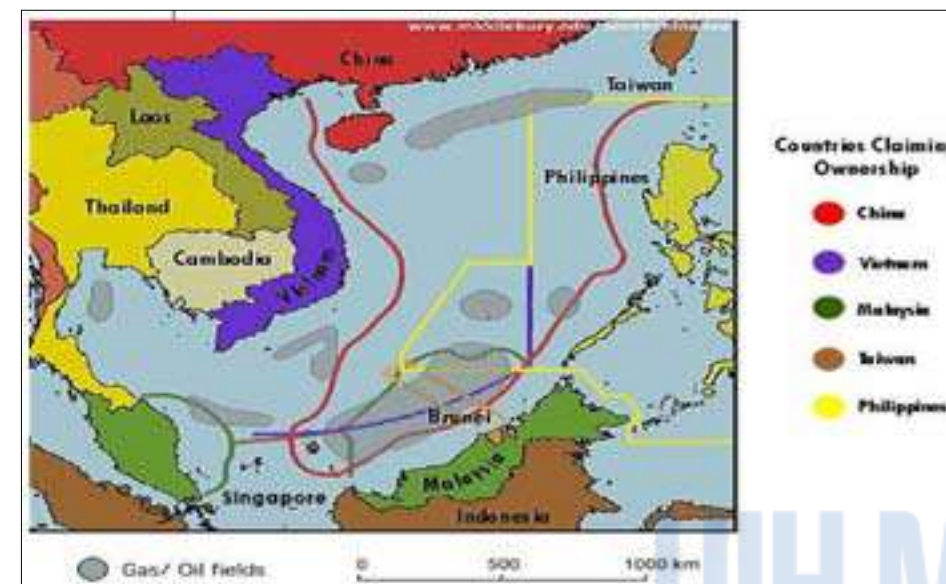 China
Taiwan
Laos
Philippines
Thailand
Cambodia
Vietnam
Brunei
Malaysia
Singapore
Indonesia
Countries Claiming
Ownership
China
Vietnam
Malaysia
Taiwan
Philippines
Gas/ Oil fields
0 500 1000 km